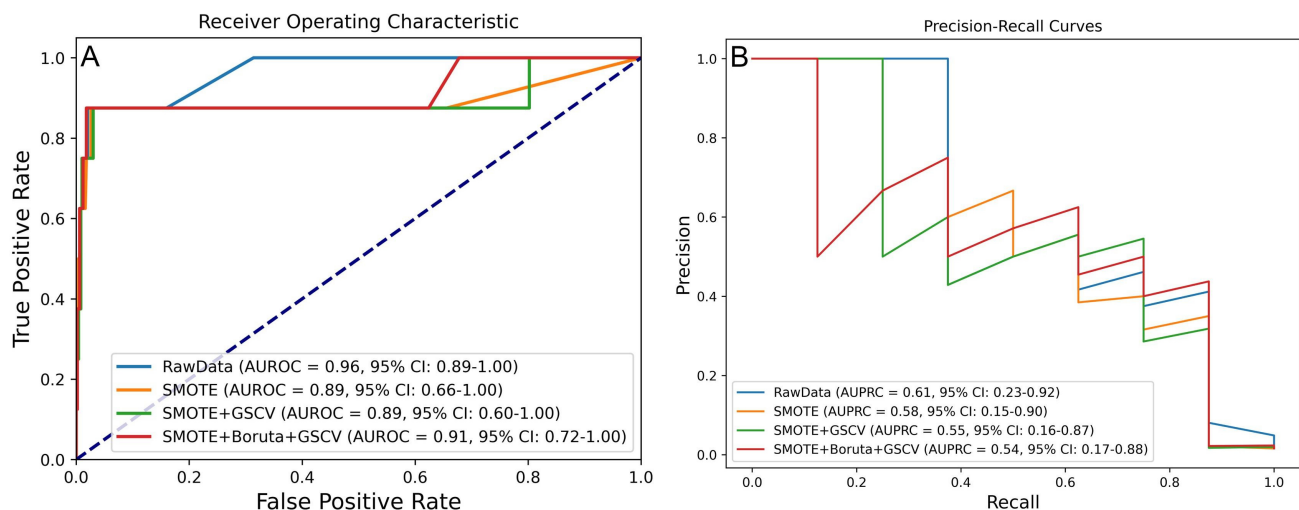 Receiver Operating Characteristic
A
True Positive Rate
1.0
0.8
0.6
0.4
0.2
0.0
RawData (AUROC = 0.96, 95% CI: 0.89-1.00)
SMOTE (AUROC = 0.89, 95% CI: 0.66-1.00)
SMOTE+GSCV (AUROC = 0.89, 95% CI: 0.60-1.00)
SMOTE+Boruta+GSCV (AUROC = 0.91, 95% CI: 0.72-1.00)
0.0 0.2 0.4 0.6 0.8 1.0
False Positive Rate
Precision-Recall Curves
B
Precision
1.0
0.8
0.6
0.4
0.2
0.0
RawData (AUPRC = 0.61, 95% CI: 0.23-0.92)
SMOTE (AUPRC = 0.58, 95% CI: 0.15-0.90)
SMOTE+GSCV (AUPRC = 0.55, 95% CI: 0.16-0.87)
SMOTE+Boruta+GSCV (AUPRC = 0.54, 95% CI: 0.17-0.88)
0.0 0.2 0.4 0.6 0.8 1.0
Recall